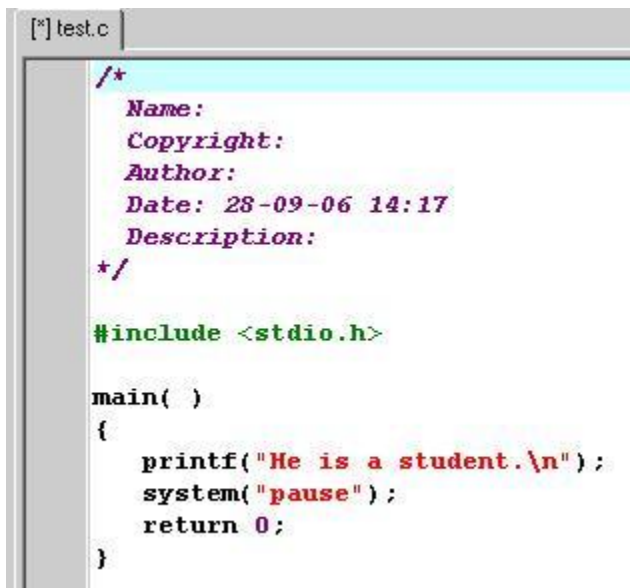 [*] test.c
/*
Name:
Copyright:
Author:
Date: 28-09-06 14:17
Description:
*/
#include <stdio.h>
main( )
{
printf("He is a student.\n");
system("pause");
return 0;
}